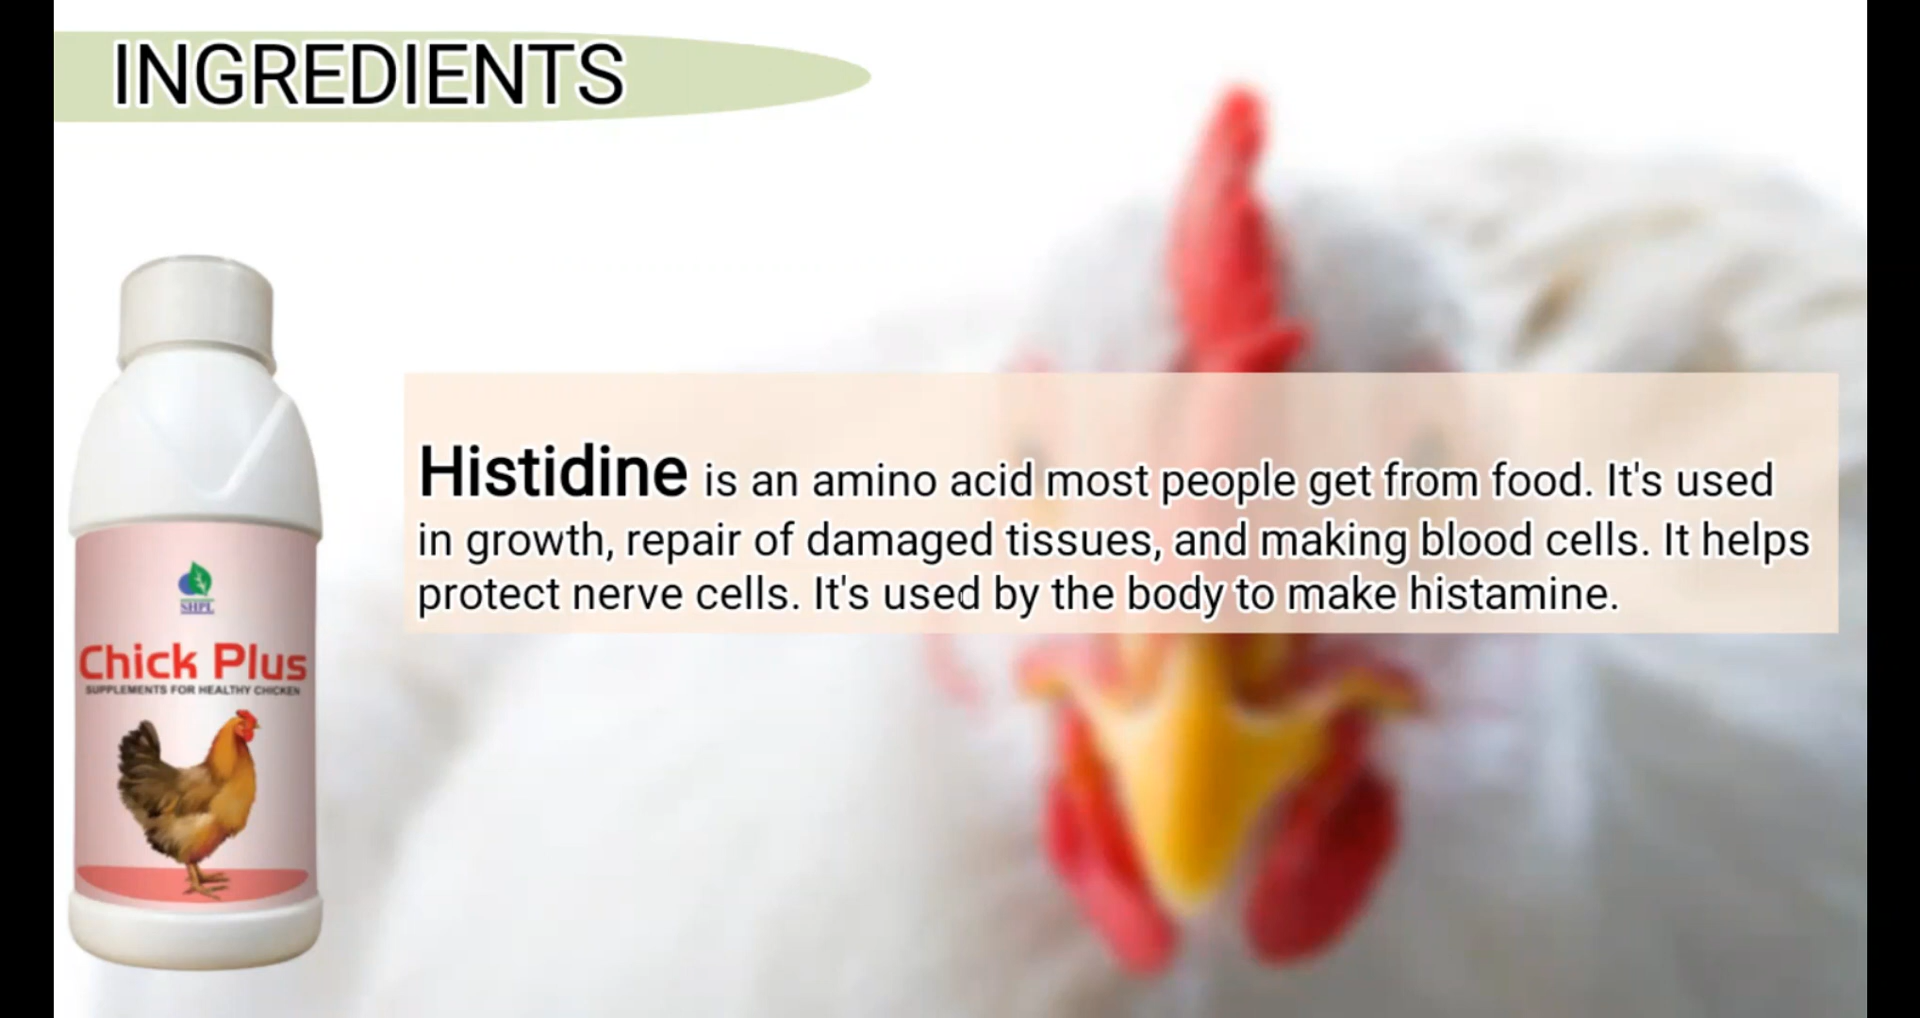 INGREDIENTS
Histidine is an amino acid most people get from food. It's used
in growth, repair of damaged tissues, and making blood cells. It helps
protect nerve cells. It's used by the body to make histamine.
SHPL
Chick Plus
SUPPLEMENTS FOR HEALTHY CHICKEN